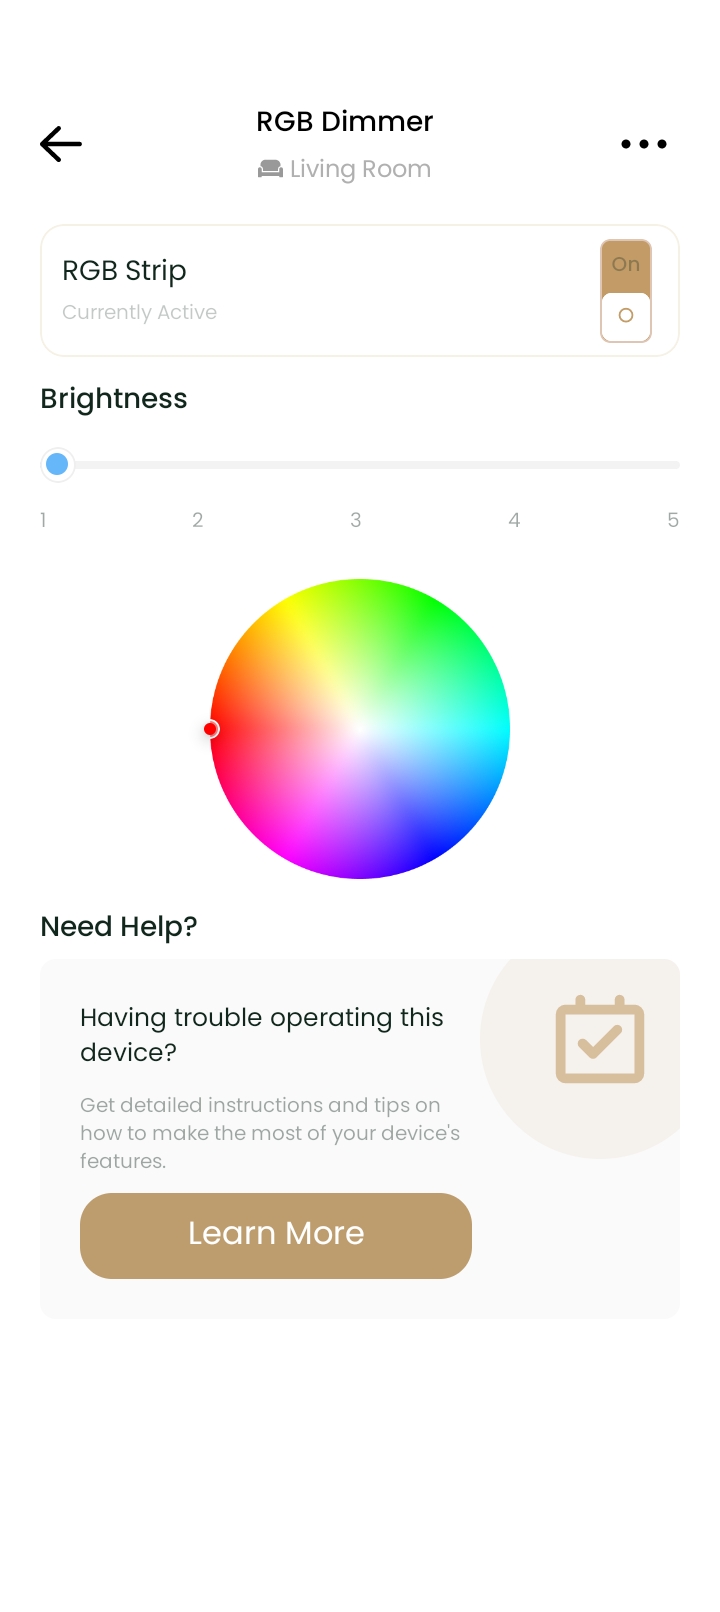 RGB Dimmer
Living Room
RGB Strip
On
Currently Active
Brightness
1 2 3 4 5
Need Help?
Having trouble operating this
device?
Get detailed instructions and tips on
how to make the most of your device's
features.
Learn More